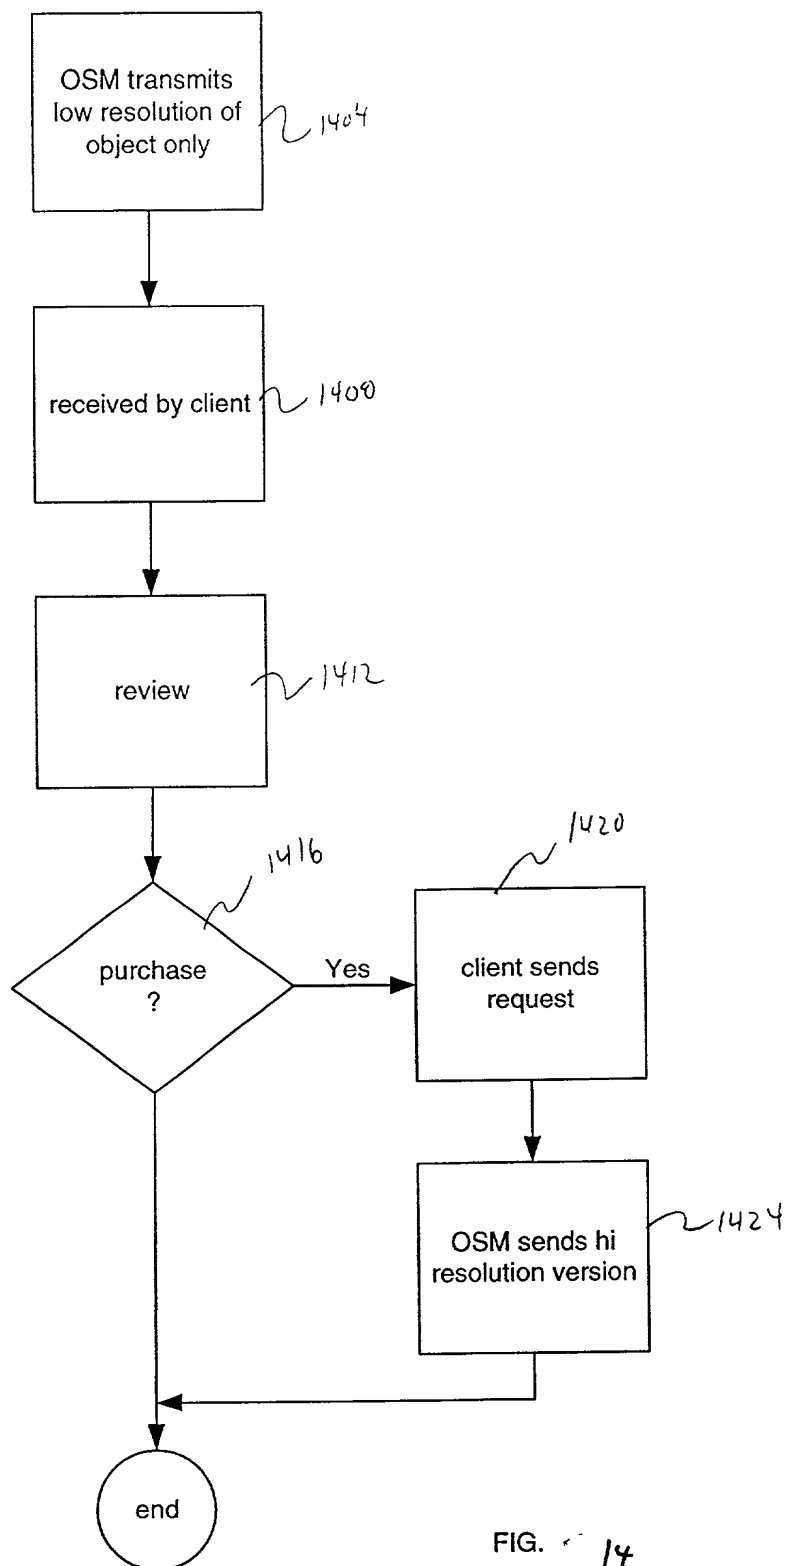 OSM transmits
low resolution of
object only
1404
received by client
1408
review
1412
1416
purchase
?
Yes
1420
client sends
request
OSM sends hi
resolution version
1424
end
FIG. 14